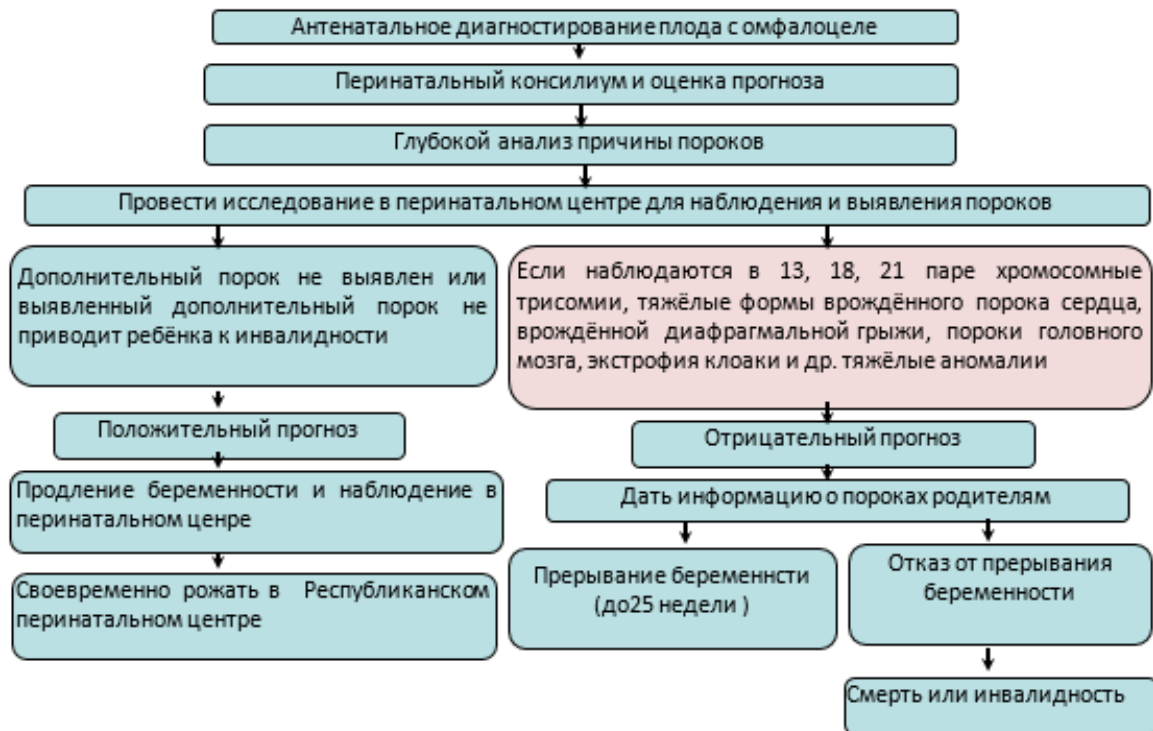 Антенатальное диагностирование плода с омфалоцеле
Перинатальный консилиум и оценка прогноза
Глубокой анализ причины пороков
Провести исследование в перинатальном центре для наблюдения и выявления пороков
Дополнительный порок не выявлен или
выявленный дополнительный порок не
приводит ребёнка к инвалидности
Если наблюдаются в 13, 18, 21 паре хромосомные
трисомии, тяжёлые формы врождённого порока сердца,
врождённой диафрагмальной грыжи, пороки головного
мозга, экстрофия клоаки и др. тяжёлые аномалии
Положительный прогноз
Отрицательный прогноз
Продление беременности и наблюдение в
перинатальном ценре
Дать информацию о пороках родителям
Своевременно рожать в Республиканском
перинатальном центре
Прерывание беременнсти
(до25 недели )
Отказ от прерывания
беременности
Смерть или инвалидность